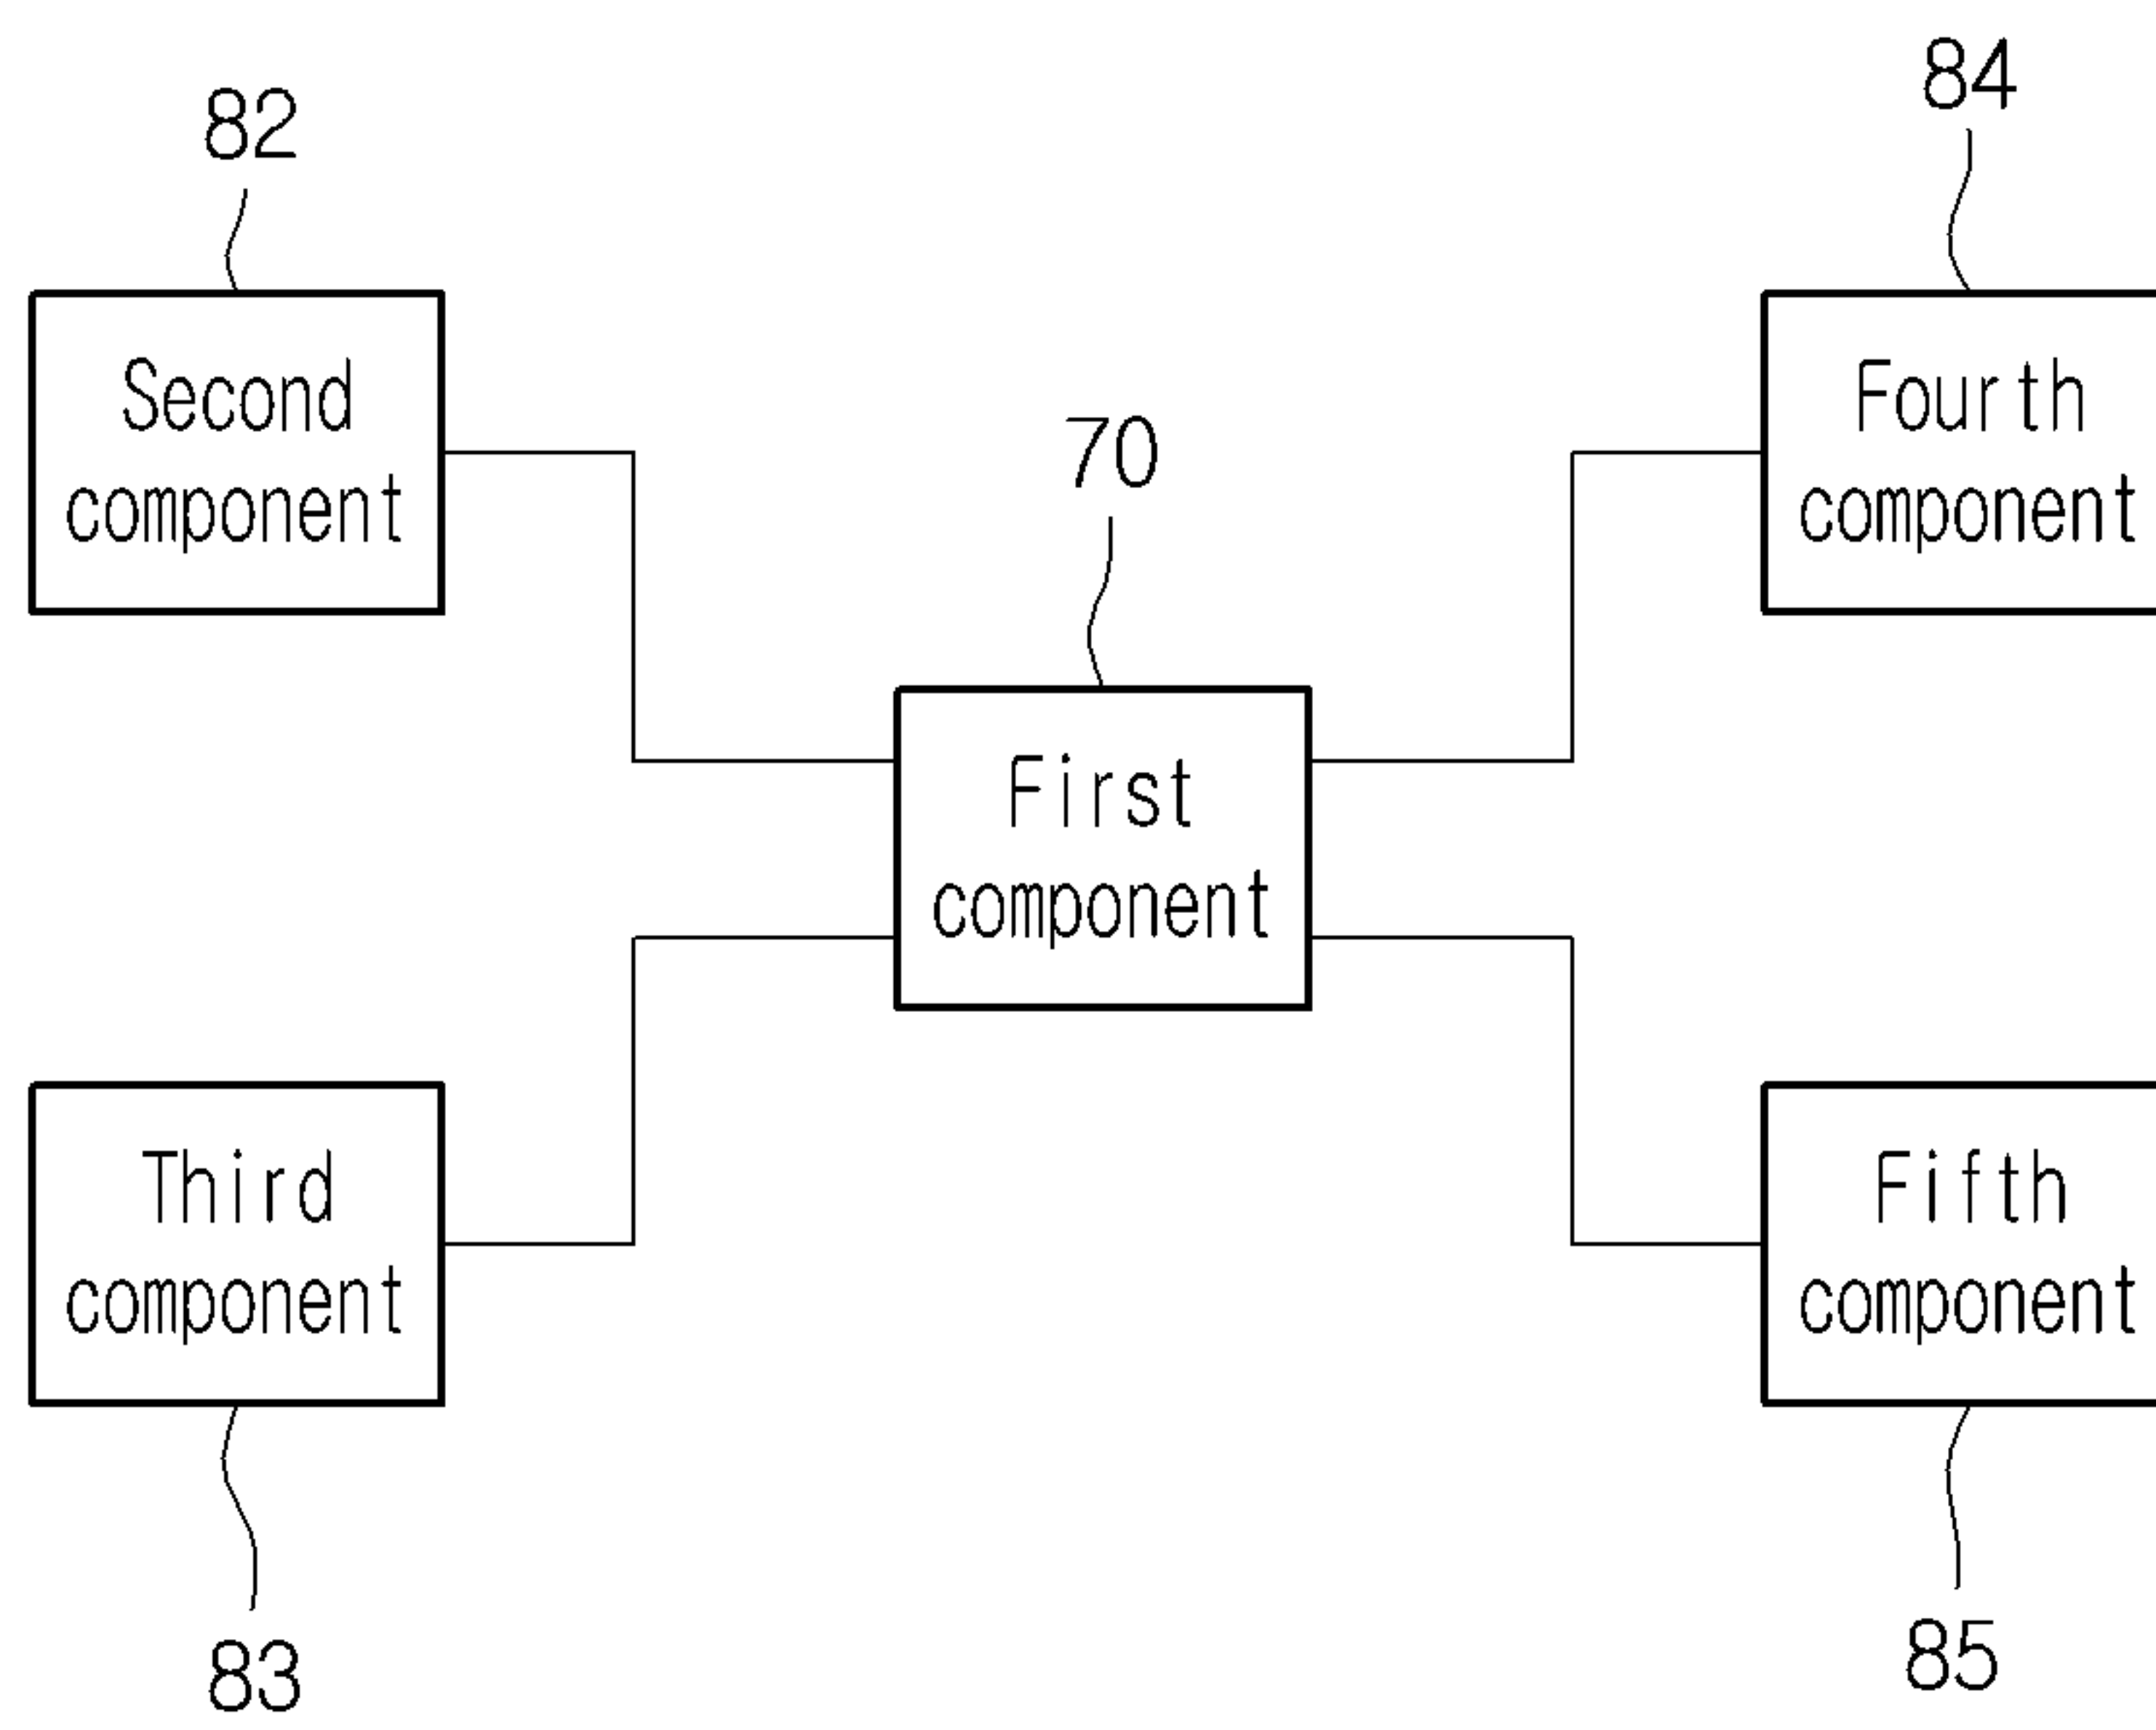 82
84
Second
component
Fourth
component
70
First
component
Third
component
Fifth
component
83
85